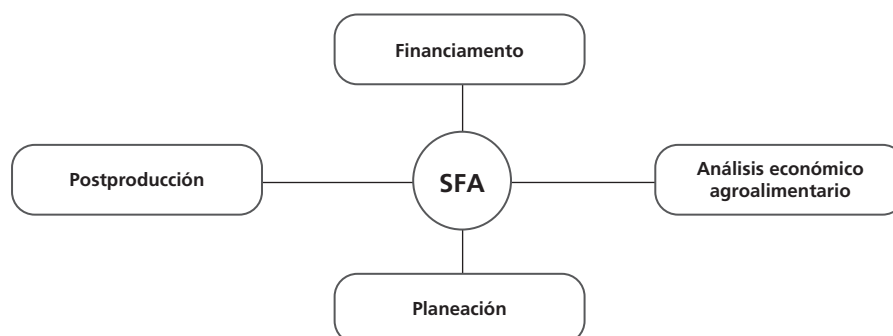 Financiamento
Postproducción
SFA
Análisis económico
agroalimentario
Planeación